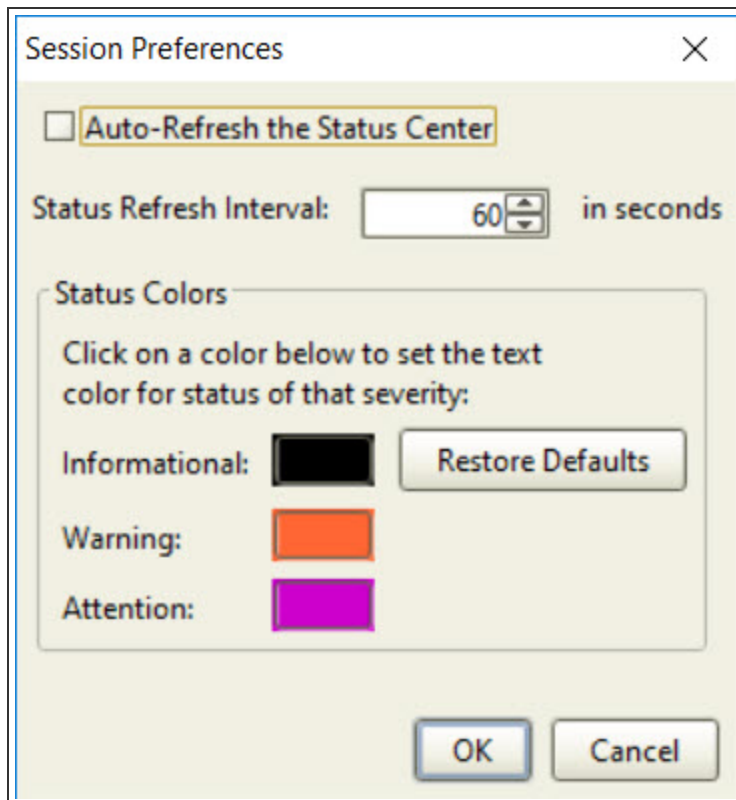 Session Preferences
Auto-Refresh the Status Center
Status Refresh Interval: 60 in seconds
Status Colors
Click on a color below to set the text
color for status of that severity:
Informational: Restore Defaults
Warning:
Attention:
OK Cancel